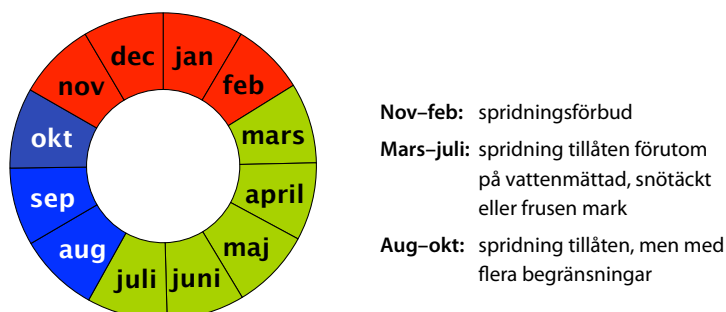 jan
feb
mars
april
maj
juni
juli
aug
sep
okt
nov
dec
Nov–feb: spridningsförbud
Mars–juli: spridning tillåten förutom
på vattenmättad, snötäckt
eller frusen mark
Aug–okt: spridning tillåten, men med
flera begränsningar